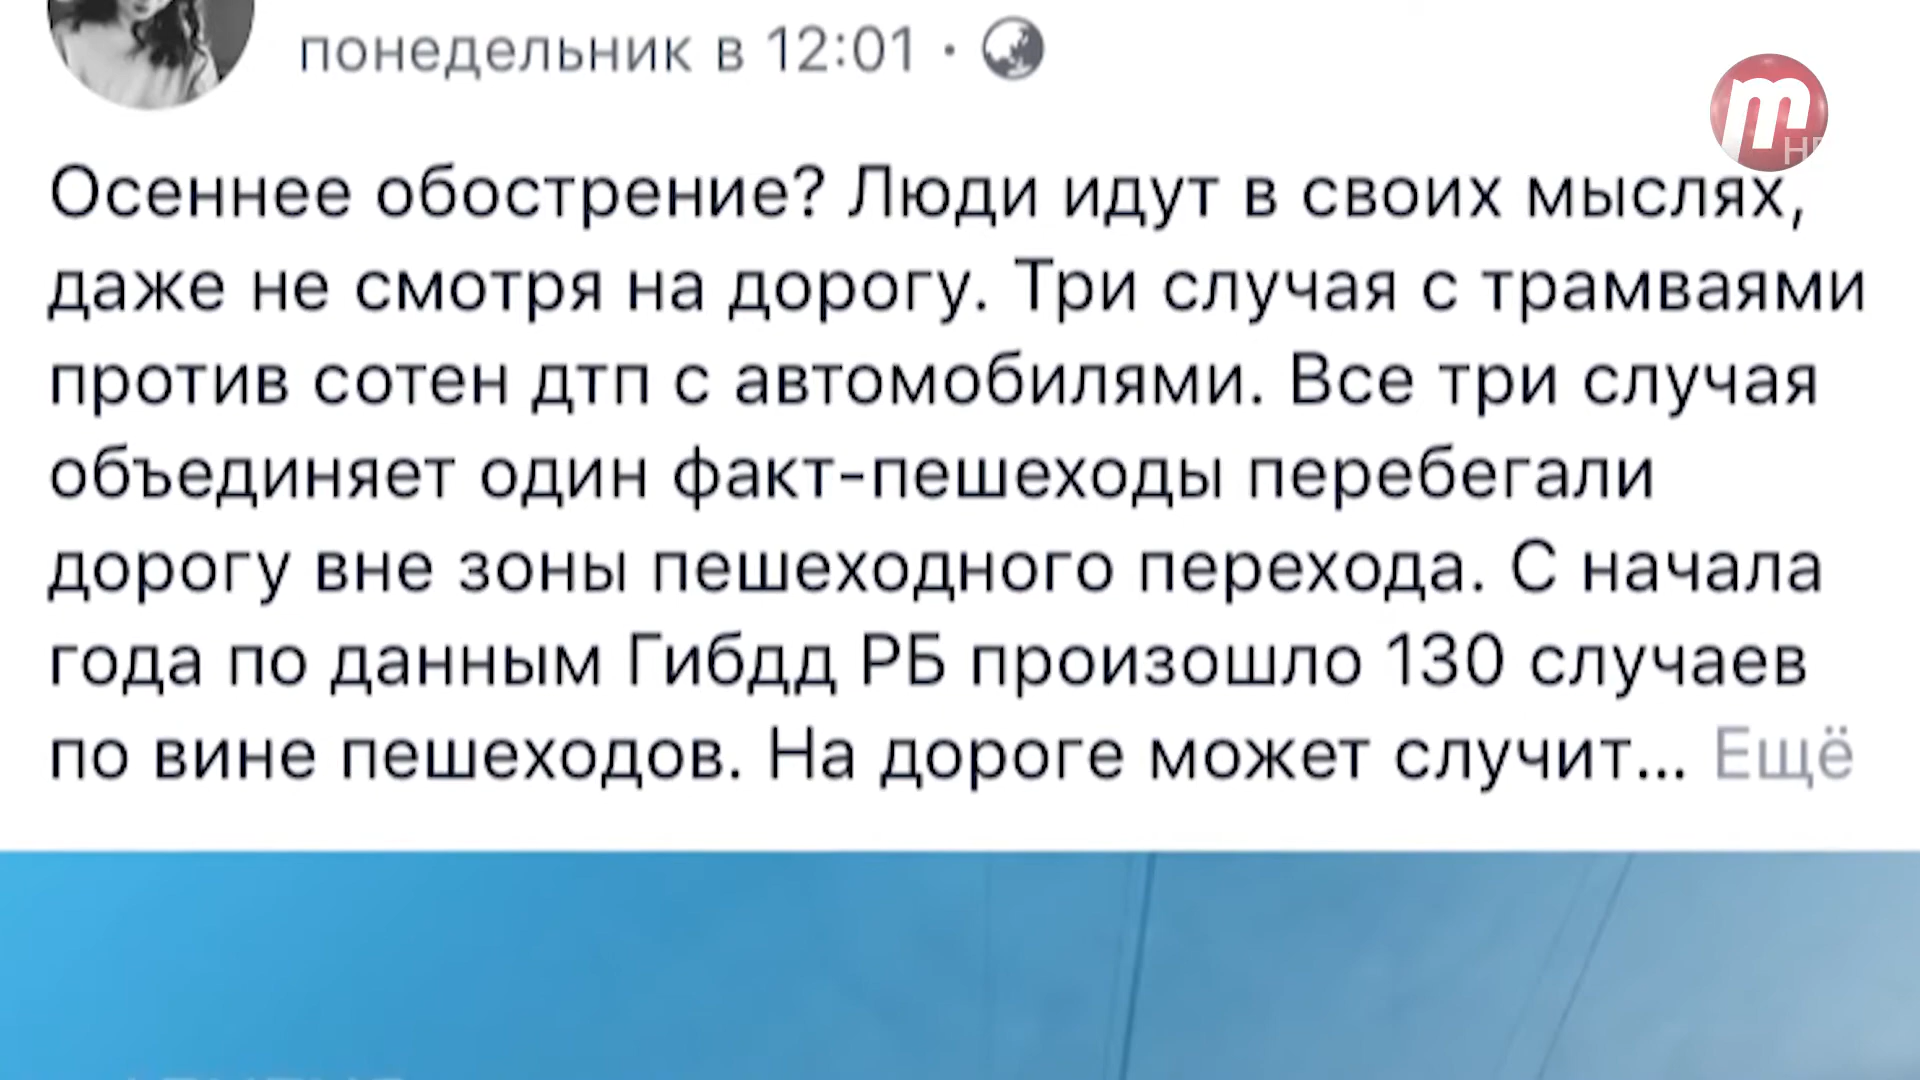 понедельник в 12:01 ·
m
Осеннее обострение? Люди идут в своих мыслях,
даже не смотря на дорогу. Три случая с трамваями
против сотен дтп с автомобилями. Все три случая
объединяет один факт-пешеходы перебегали
дорогу вне зоны пешеходного перехода. С начала
года по данным Гибдд РБ произошло 130 случаев
по вине пешеходов. На дороге может случит... Ещё